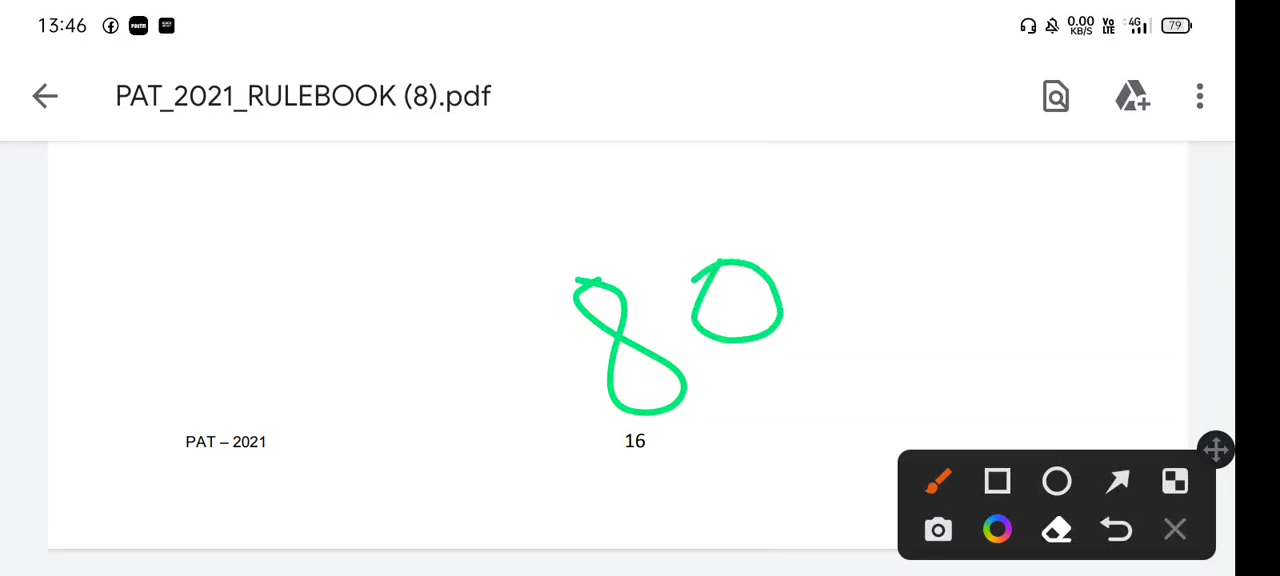 13:46 0.00 KB/S Vo LTE 4G 79
PAT_2021_RULEBOOK (8).pdf
80
PAT – 2021 16